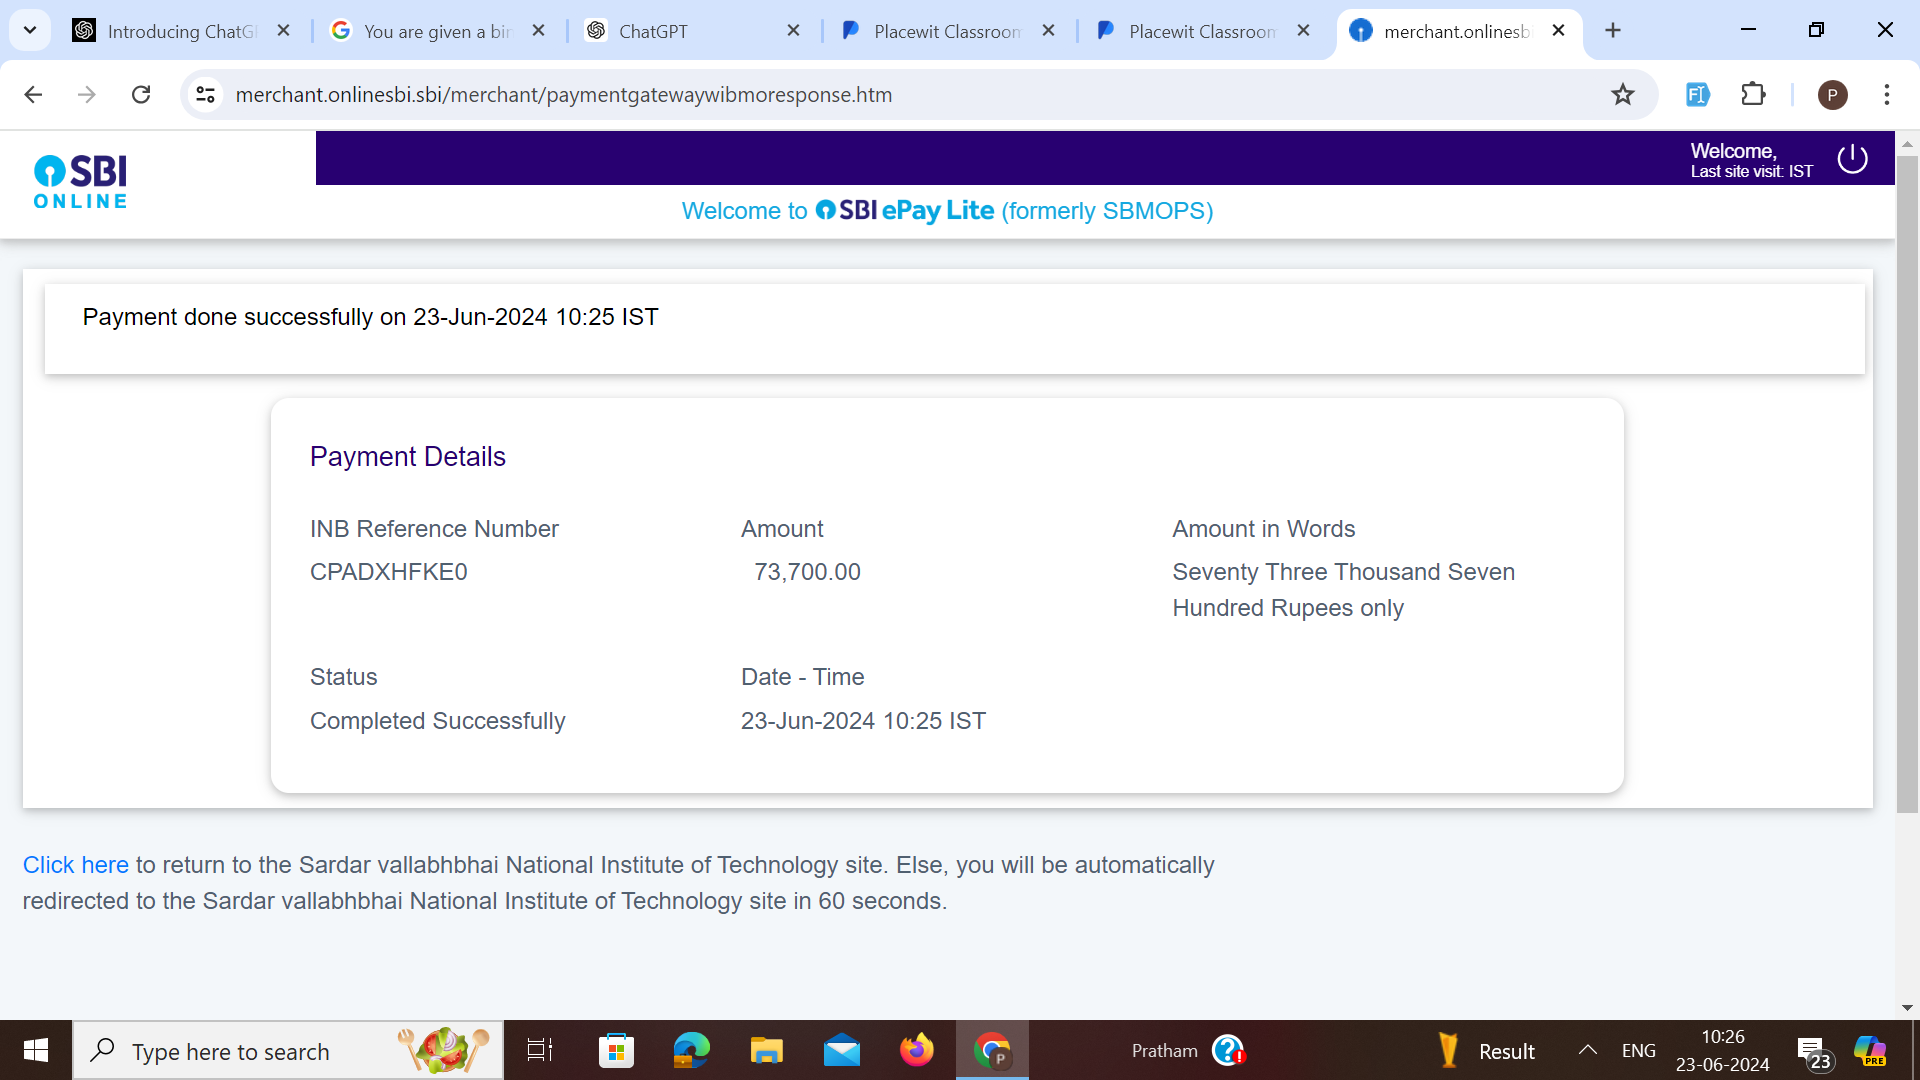 Introducing ChatGP
You are given a bin
ChatGPT
Placewit Classroom
Placewit Classroom
merchant.onlinesbi
merchant.onlinesbi.sbi/merchant/paymentgatewaywibmoresponse.htm
P
SBI
ONLINE
Welcome,
Last site visit: IST
Welcome to SBI ePay Lite (formerly SBMOPS)
Payment done successfully on 23-Jun-2024 10:25 IST
Payment Details
INB Reference Number
Amount
Amount in Words
CPADXHFKE0
73,700.00
Seventy Three Thousand Seven
Hundred Rupees only
Status
Date - Time
Completed Successfully
23-Jun-2024 10:25 IST
Click here to return to the Sardar vallabhbhai National Institute of Technology site. Else, you will be automatically
redirected to the Sardar vallabhbhai National Institute of Technology site in 60 seconds.
Type here to search
P
Pratham
Result
ENG
10:26
23-06-2024
23
PRE